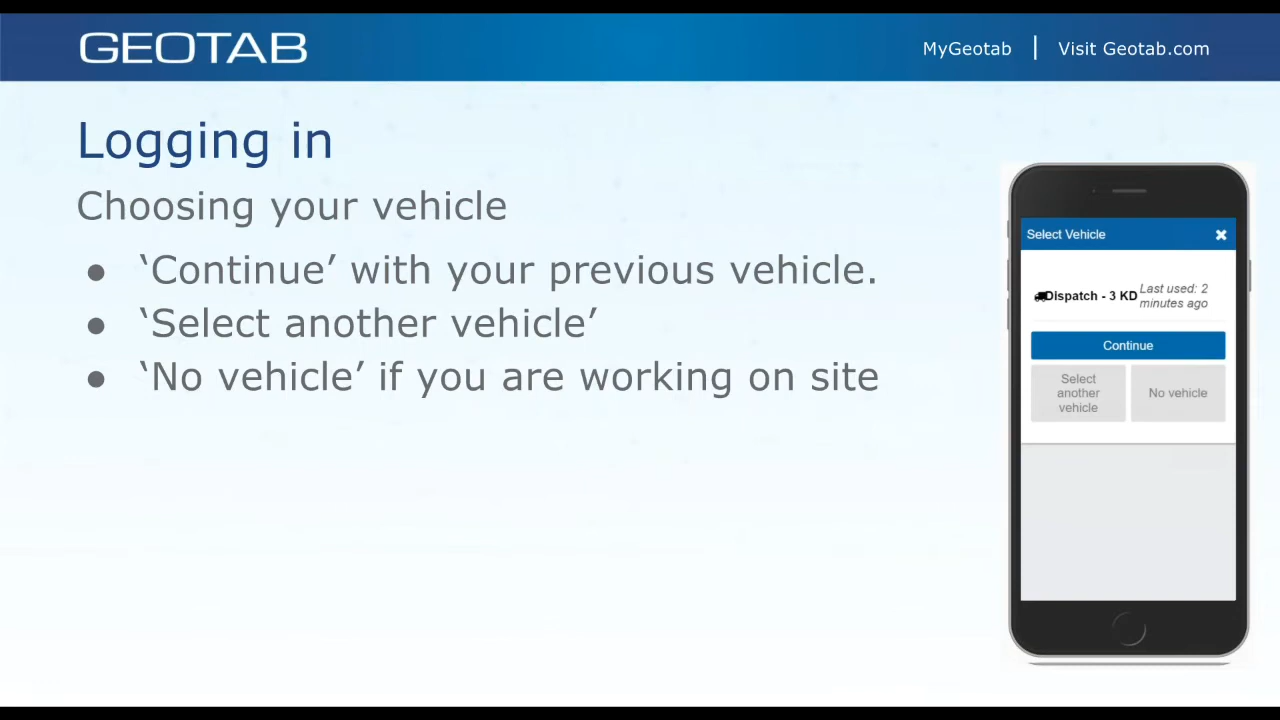 GEOTAB
MyGeotab | Visit Geotab.com
Logging in
Choosing your vehicle
● ‘Continue’ with your previous vehicle.
● ‘Select another vehicle’
● ‘No vehicle’ if you are working on site
Select Vehicle
Dispatch - 3 KD
Last used: 2
minutes ago
Continue
Select
another
vehicle
No vehicle